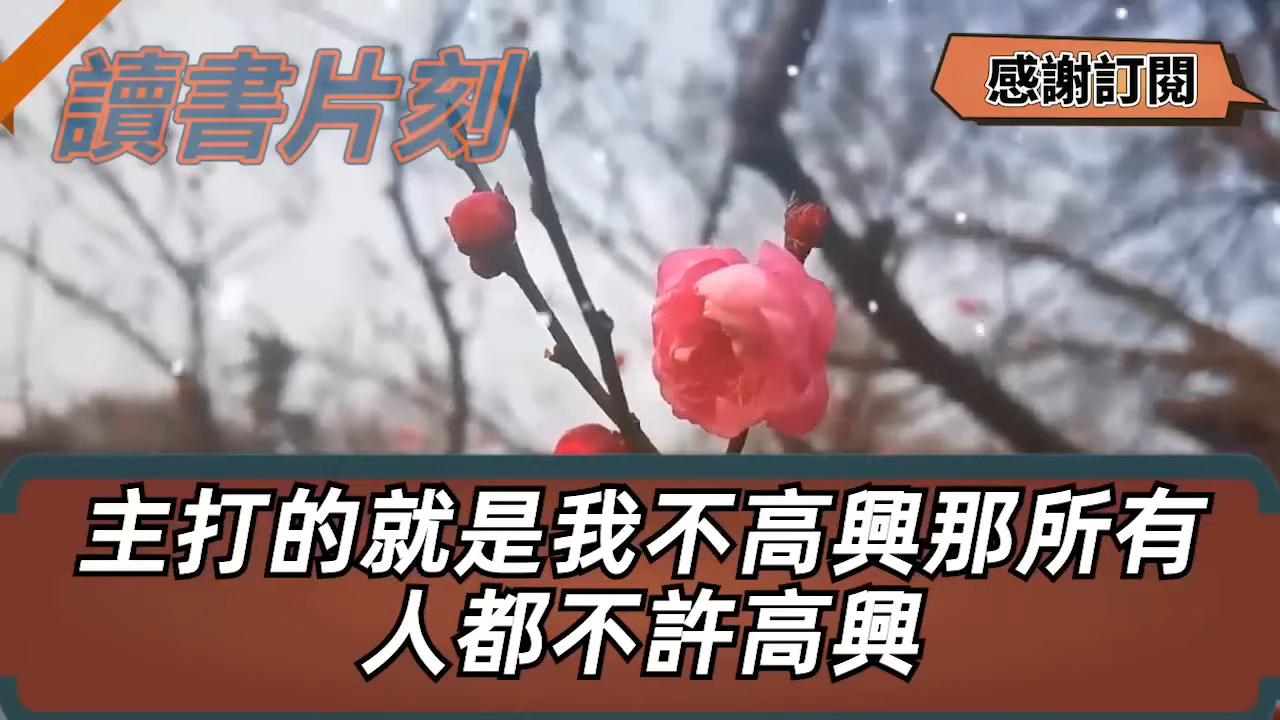 讀書片刻
感謝訂閱
主打的就是我不高興那所有
人都不許高興